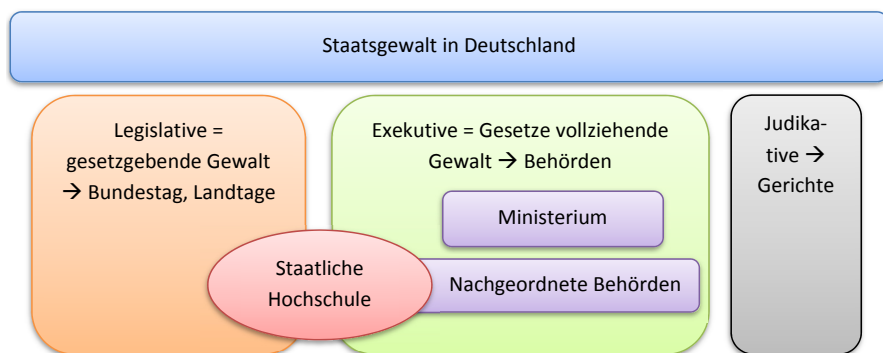 Staatsgewalt in Deutschland
Legislative =
gesetzgebende Gewalt
→ Bundestag, Landtage
Exekutive = Gesetze vollziehende
Gewalt → Behörden
Ministerium
Nachgeordnete Behörden
Staatliche
Hochschule
Judika-
tive →
Gerichte